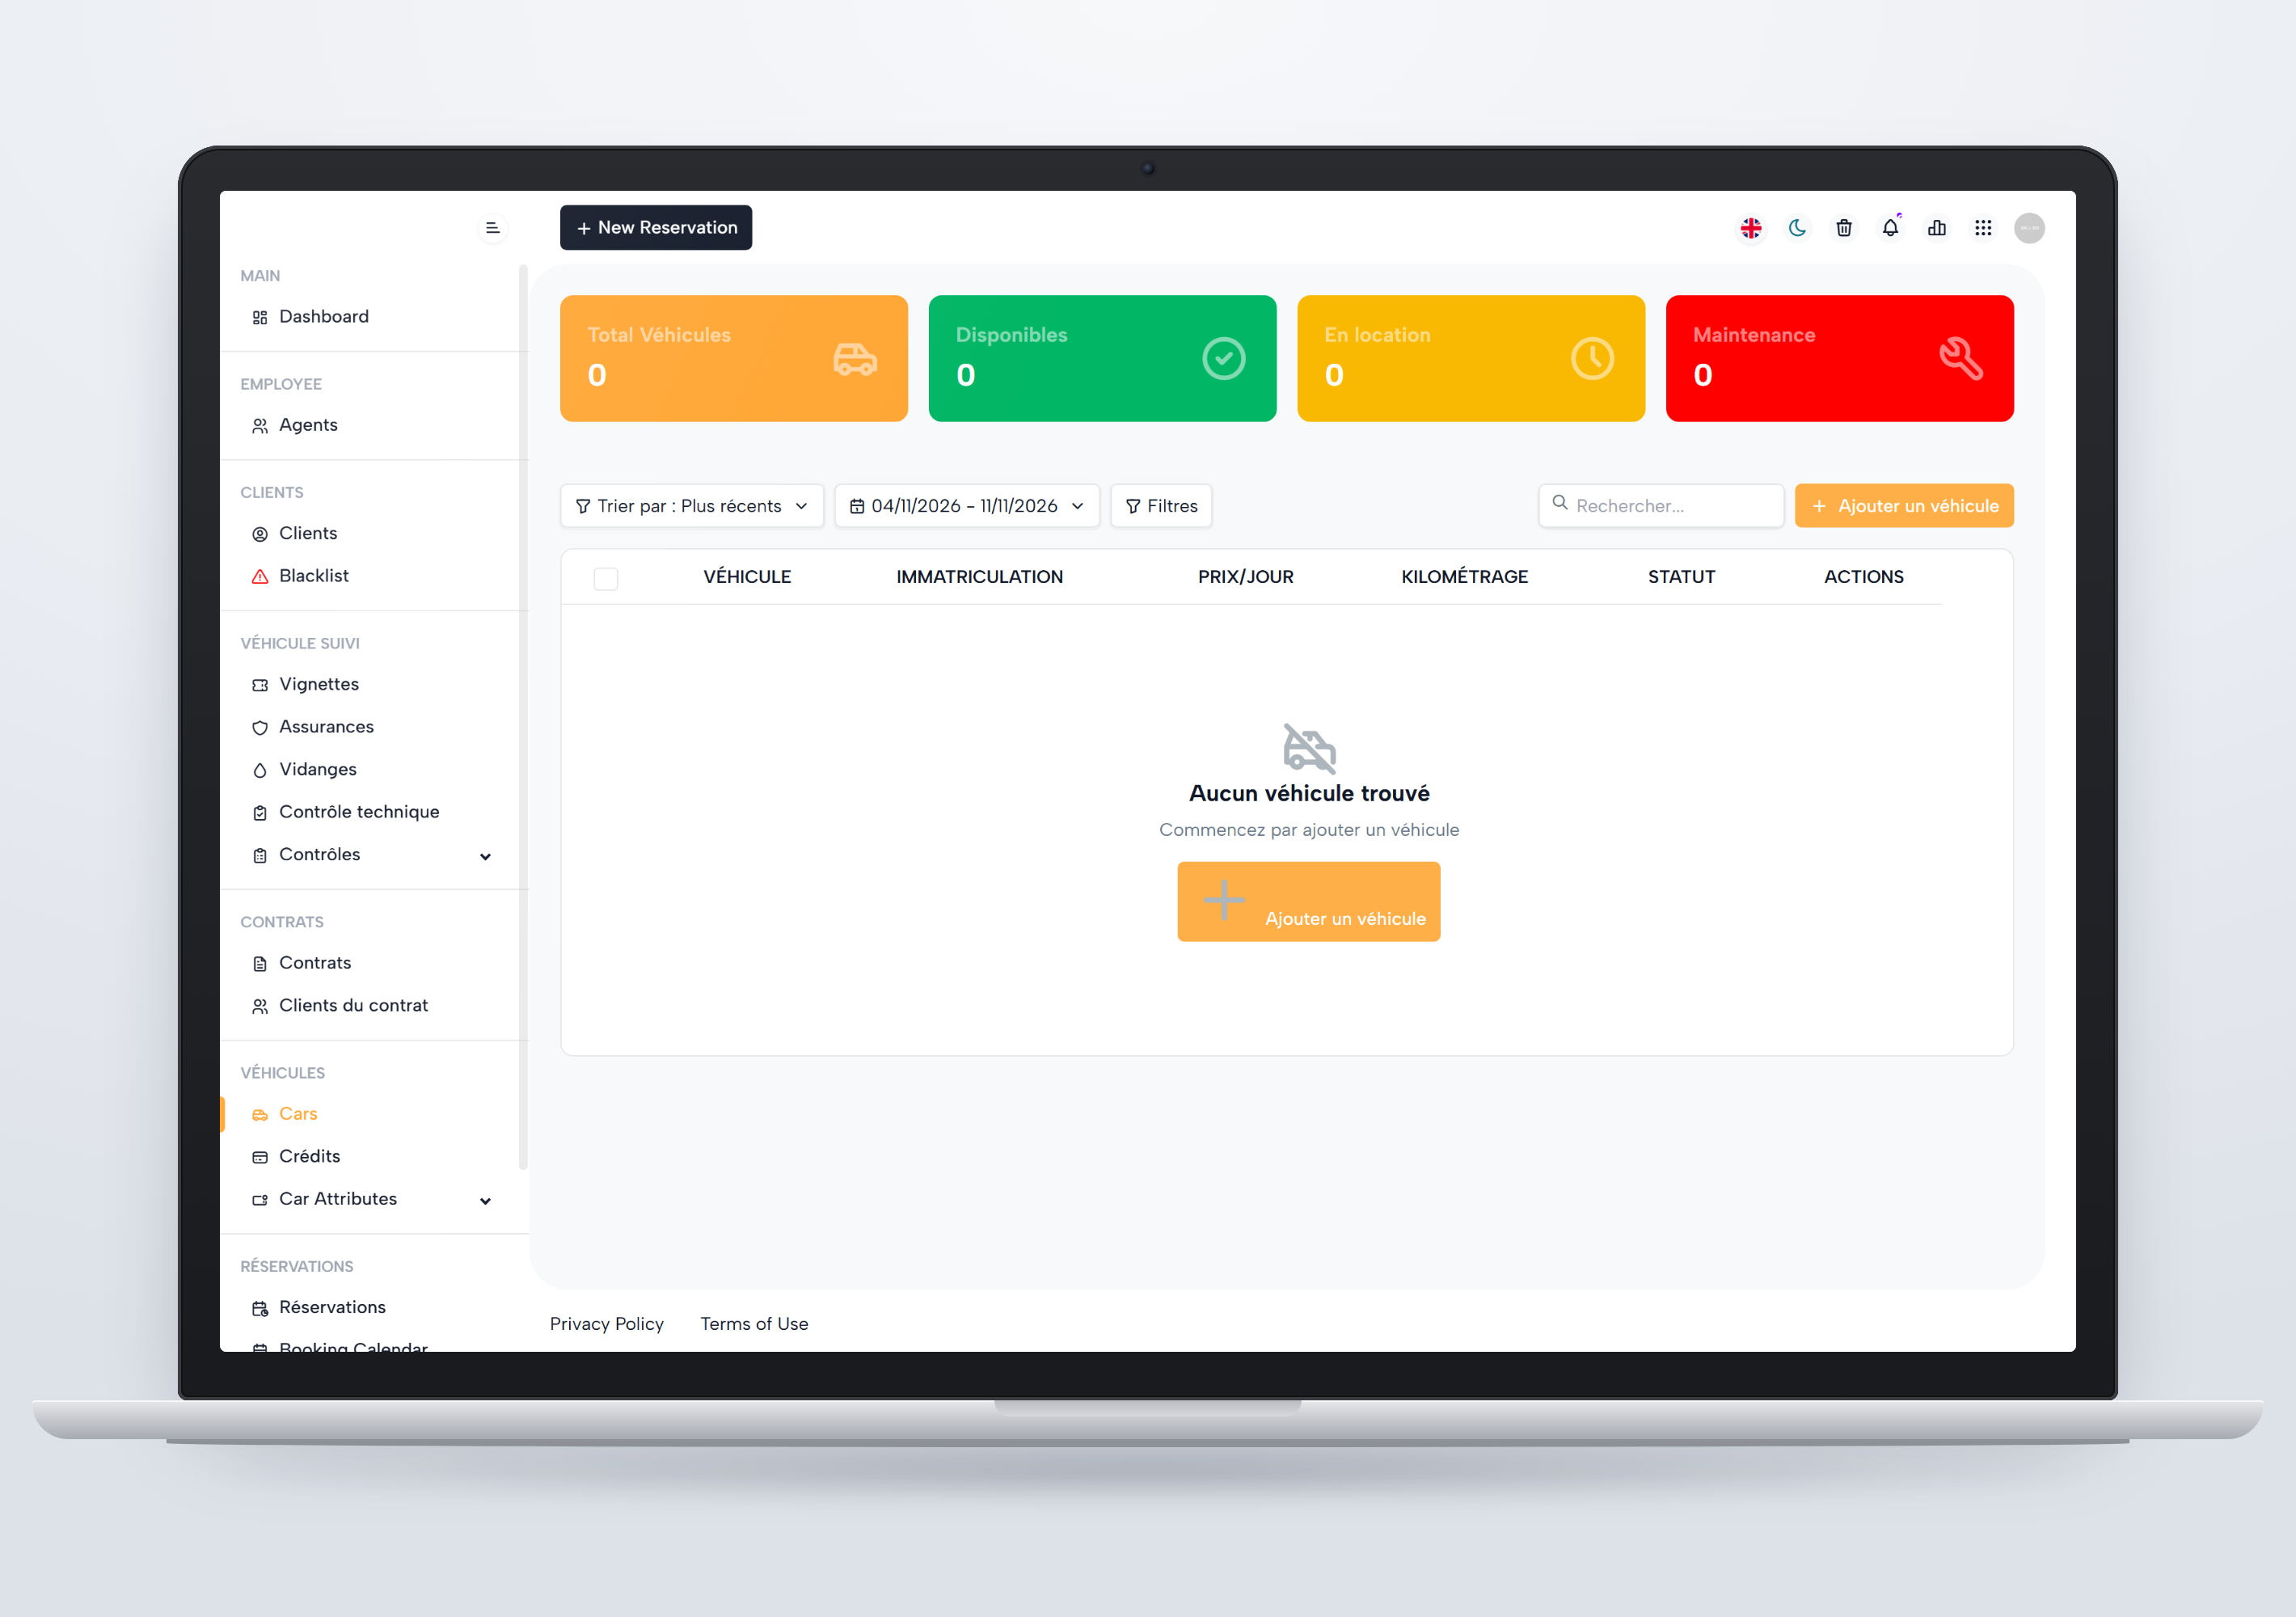 + New Reservation
MAIN
Dashboard
EMPLOYEE
Agents
CLIENTS
Clients
Blacklist
VÉHICULE SUIVI
Vignettes
Assurances
Vidanges
Contrôle technique
Contrôles
CONTRATS
Contrats
Clients du contrat
VÉHICULES
Cars
Crédits
Car Attributes
RÉSERVATIONS
Réservations
Booking Calendar
Total Véhicules
0
Disponibles
0
En location
0
Maintenance
0
Trier par : Plus récents
04/11/2026 - 11/11/2026
Filtres
Rechercher...
+ Ajouter un véhicule
VÉHICULE IMMATRICULATION PRIX/JOUR KILOMÉTRAGE STATUT ACTIONS
Aucun véhicule trouvé
Commencez par ajouter un véhicule
+ Ajouter un véhicule
Privacy Policy Terms of Use